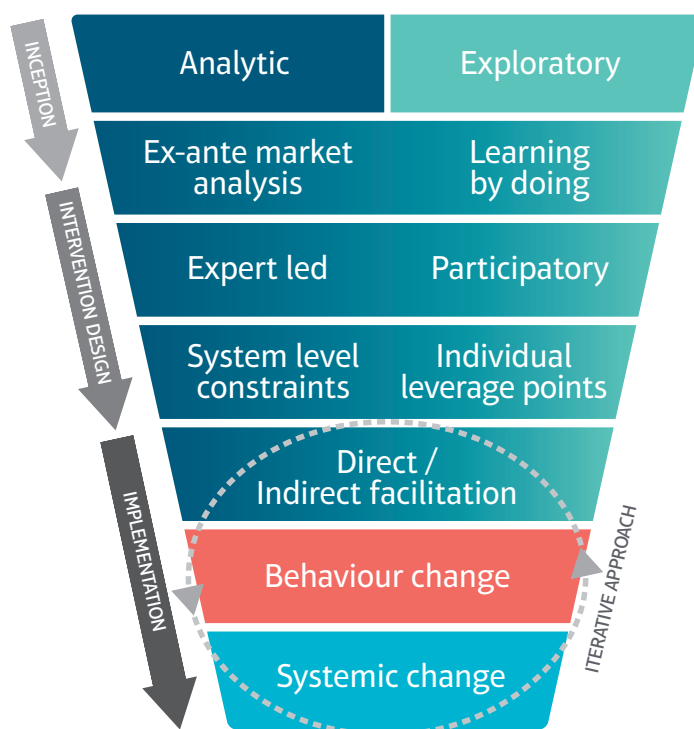 INCEPTION
INTERVENTION DESIGN
IMPLEMENTATION
Analytic
Exploratory
Ex-ante market
analysis
Learning
by doing
Expert led
Participatory
System level
constraints
Individual
leverage points
Direct /
Indirect facilitation
Behaviour change
Systemic change
ITERATIVE APPROACH